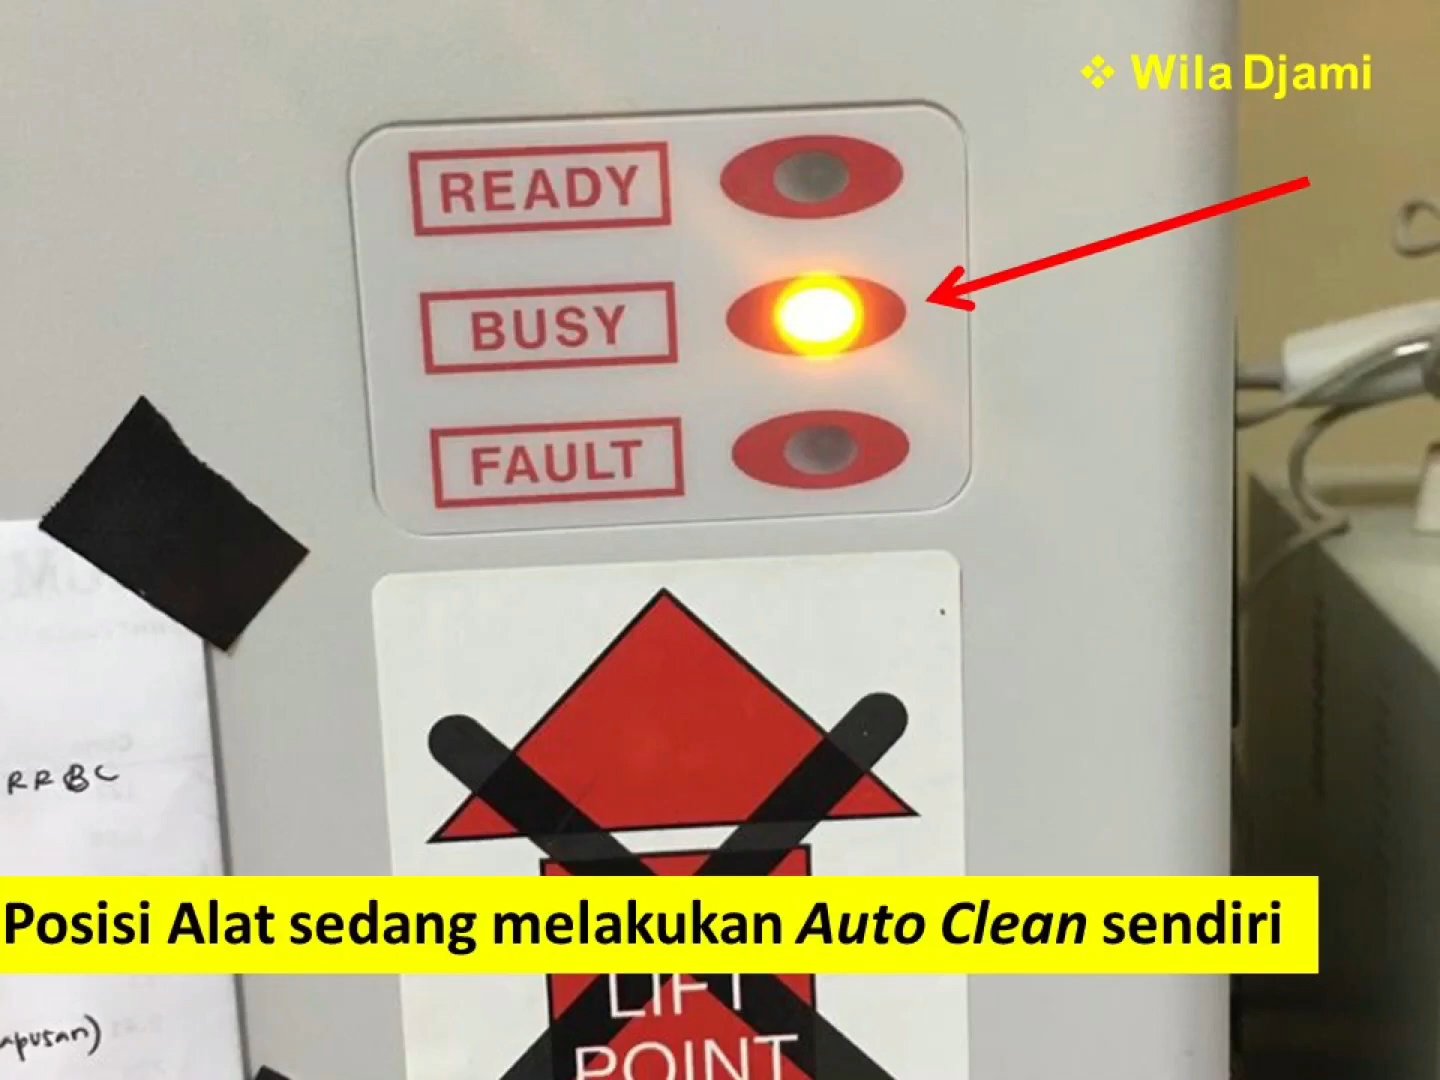 ❖ Wila Djami
READY
BUSY
FAULT
RRBC
Posisi Alat sedang melakukan Auto Clean sendiri
LIFT
POINT